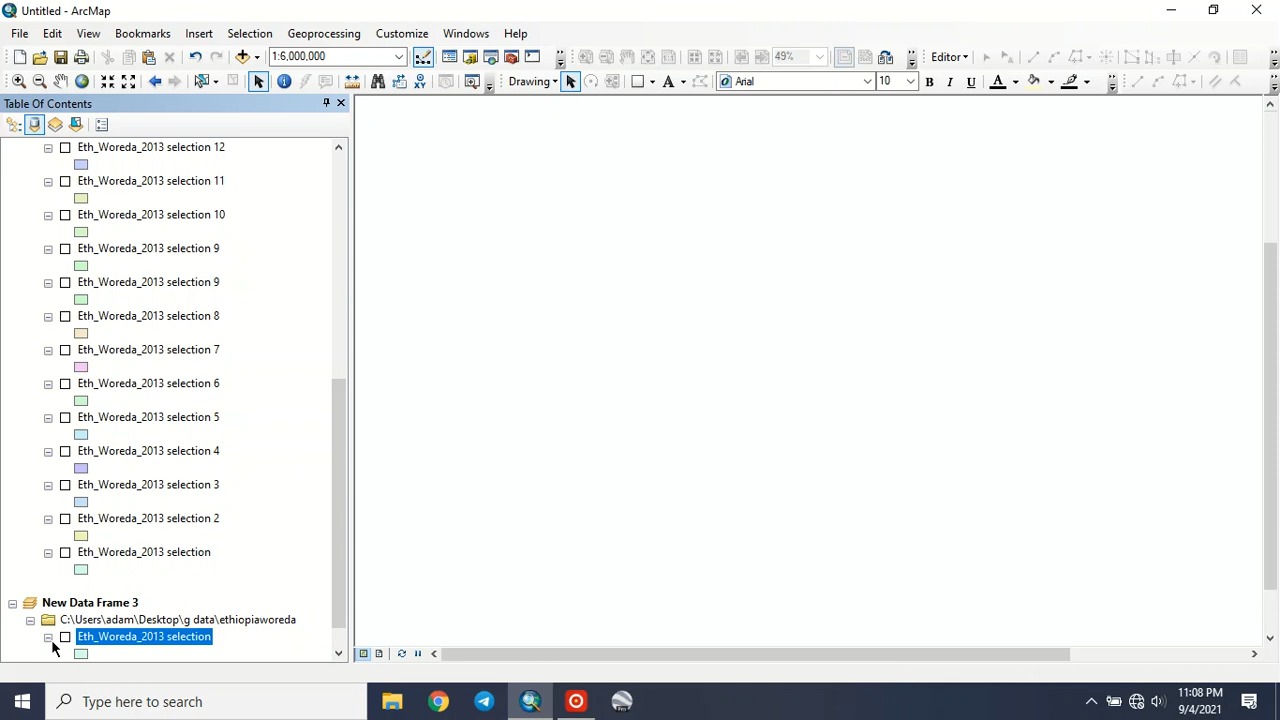 Untitled - ArcMap
File Edit View Bookmarks Insert Selection Geoprocessing Customize Windows Help
1:6,000,000 49% Editor
Drawing A Arial 10 B I U A
Table Of Contents
Eth_Woreda_2013 selection 12
Eth_Woreda_2013 selection 11
Eth_Woreda_2013 selection 10
Eth_Woreda_2013 selection 9
Eth_Woreda_2013 selection 9
Eth_Woreda_2013 selection 8
Eth_Woreda_2013 selection 7
Eth_Woreda_2013 selection 6
Eth_Woreda_2013 selection 5
Eth_Woreda_2013 selection 4
Eth_Woreda_2013 selection 3
Eth_Woreda_2013 selection 2
Eth_Woreda_2013 selection
New Data Frame 3
C:\Users\adam\Desktop\g data\ethiopiaworeda
Eth_Woreda_2013 selection
Type here to search
11:08 PM
9/4/2021